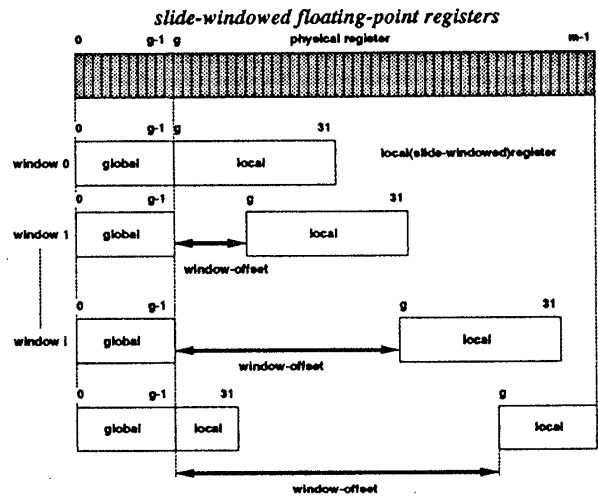 slide-windowed floating-point registers
0 g-1 g physical register m-1
0 g-1 g 31
window 0 global local local(slide-windowed)register
0 g-1 g 31
window 1 global local
window-offset
0 g-1 g 31
window i global local
window-offset
0 g-1 31 g
global local local
window-offset